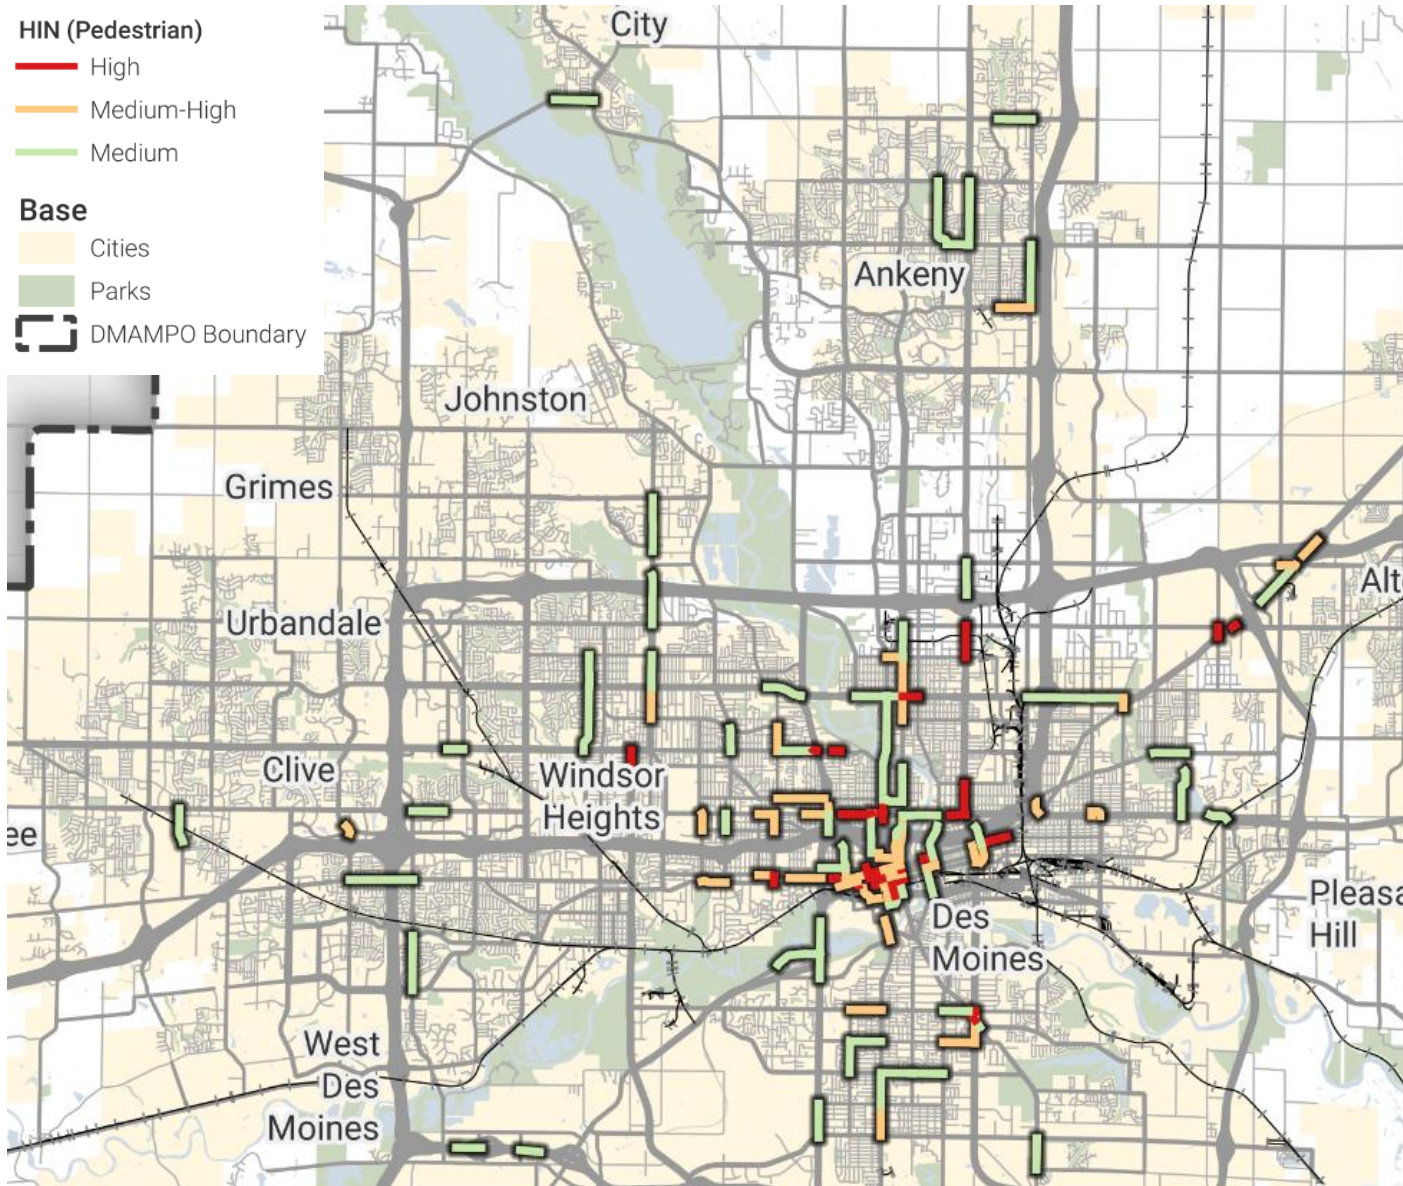 HIN (Pedestrian)
High
Medium-High
Medium
Base
Cities
Parks
DMAMPO Boundary
City
Ankeny
Johnston
Grimes
Alt
Urbandale
Clive
Windsor
Heights
ee
Des
Moines
Pleasa
Hill
West
Des
Moines